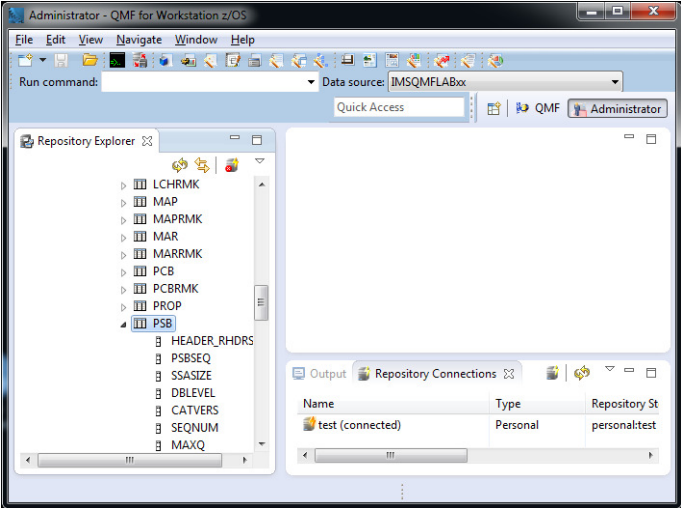 Administrator - QMF for Workstation z/OS
File Edit View Navigate Window Help
Run command: Data source: IMSQMFLABxx
Quick Access QMF Administrator
Repository Explorer
LCHRMK
MAP
MAPRMK
MAR
MARRMK
PCB
PCBRMK
PROP
PSB
HEADER_RHDRS
PSBSEQ
SSASIZE
DBLEVEL
CATVERS
SEQNUM
MAXQ
Output Repository Connections
Name Type Repository St
test (connected) Personal personal:test